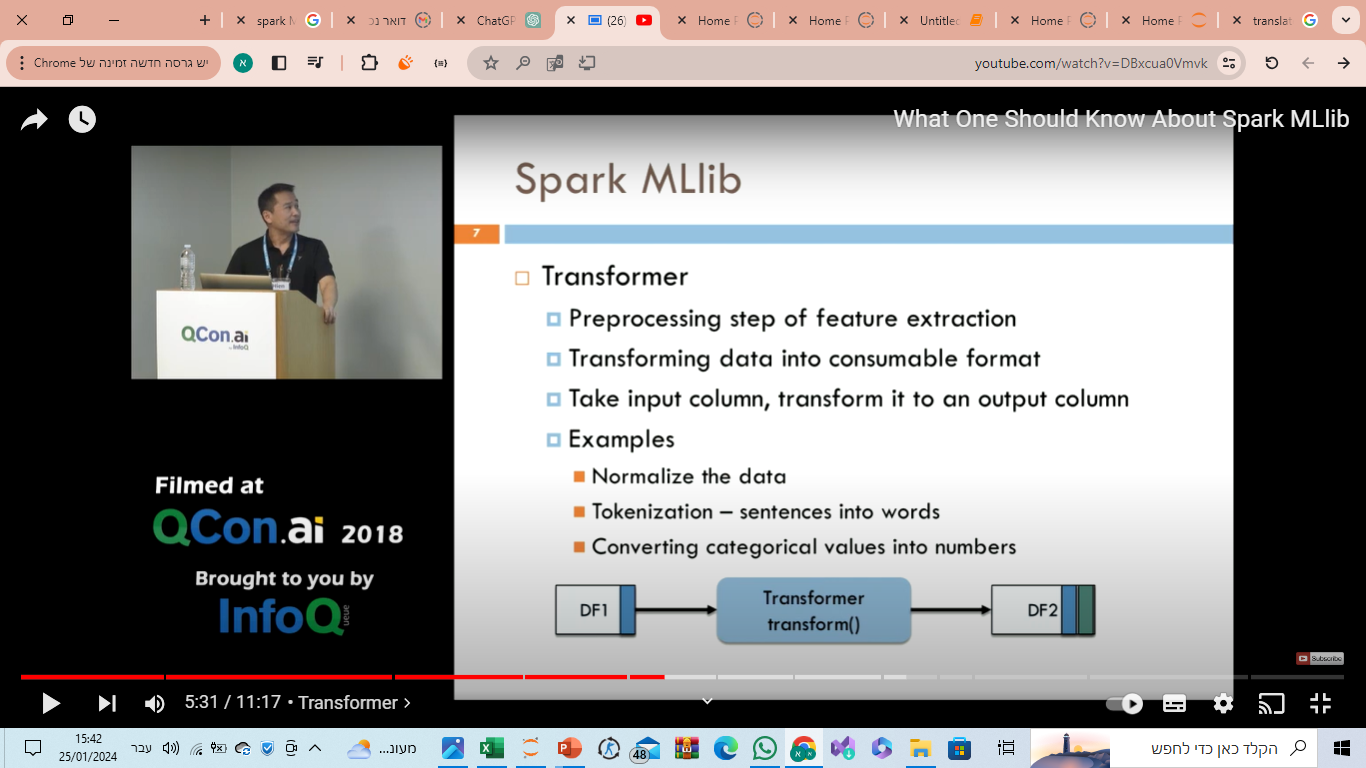 spark M
דואר נכ
ChatGP
(26)
Home F
Home F
Untitled
Home F
Home F
translat
יש גרסה חדשה זמינה של Chrome
א
youtube.com/watch?v=DBxcua0Vmvk
What One Should Know About Spark MLlib
Spark MLlib
7
Transformer
Preprocessing step of feature extraction
Transforming data into consumable format
Take input column, transform it to an output column
Examples
Normalize the data
Tokenization – sentences into words
Converting categorical values into numbers
DF1
Transformer
transform()
DF2
QCon.ai
by InfoQ
Filmed at
QCon.ai 2018
Brought to you by
InfoQ
Subscribe
5:31 / 11:17 • Transformer
15:42
25/01/2024
עבר
מעונ...
48
הקלד כאן כדי לחפש